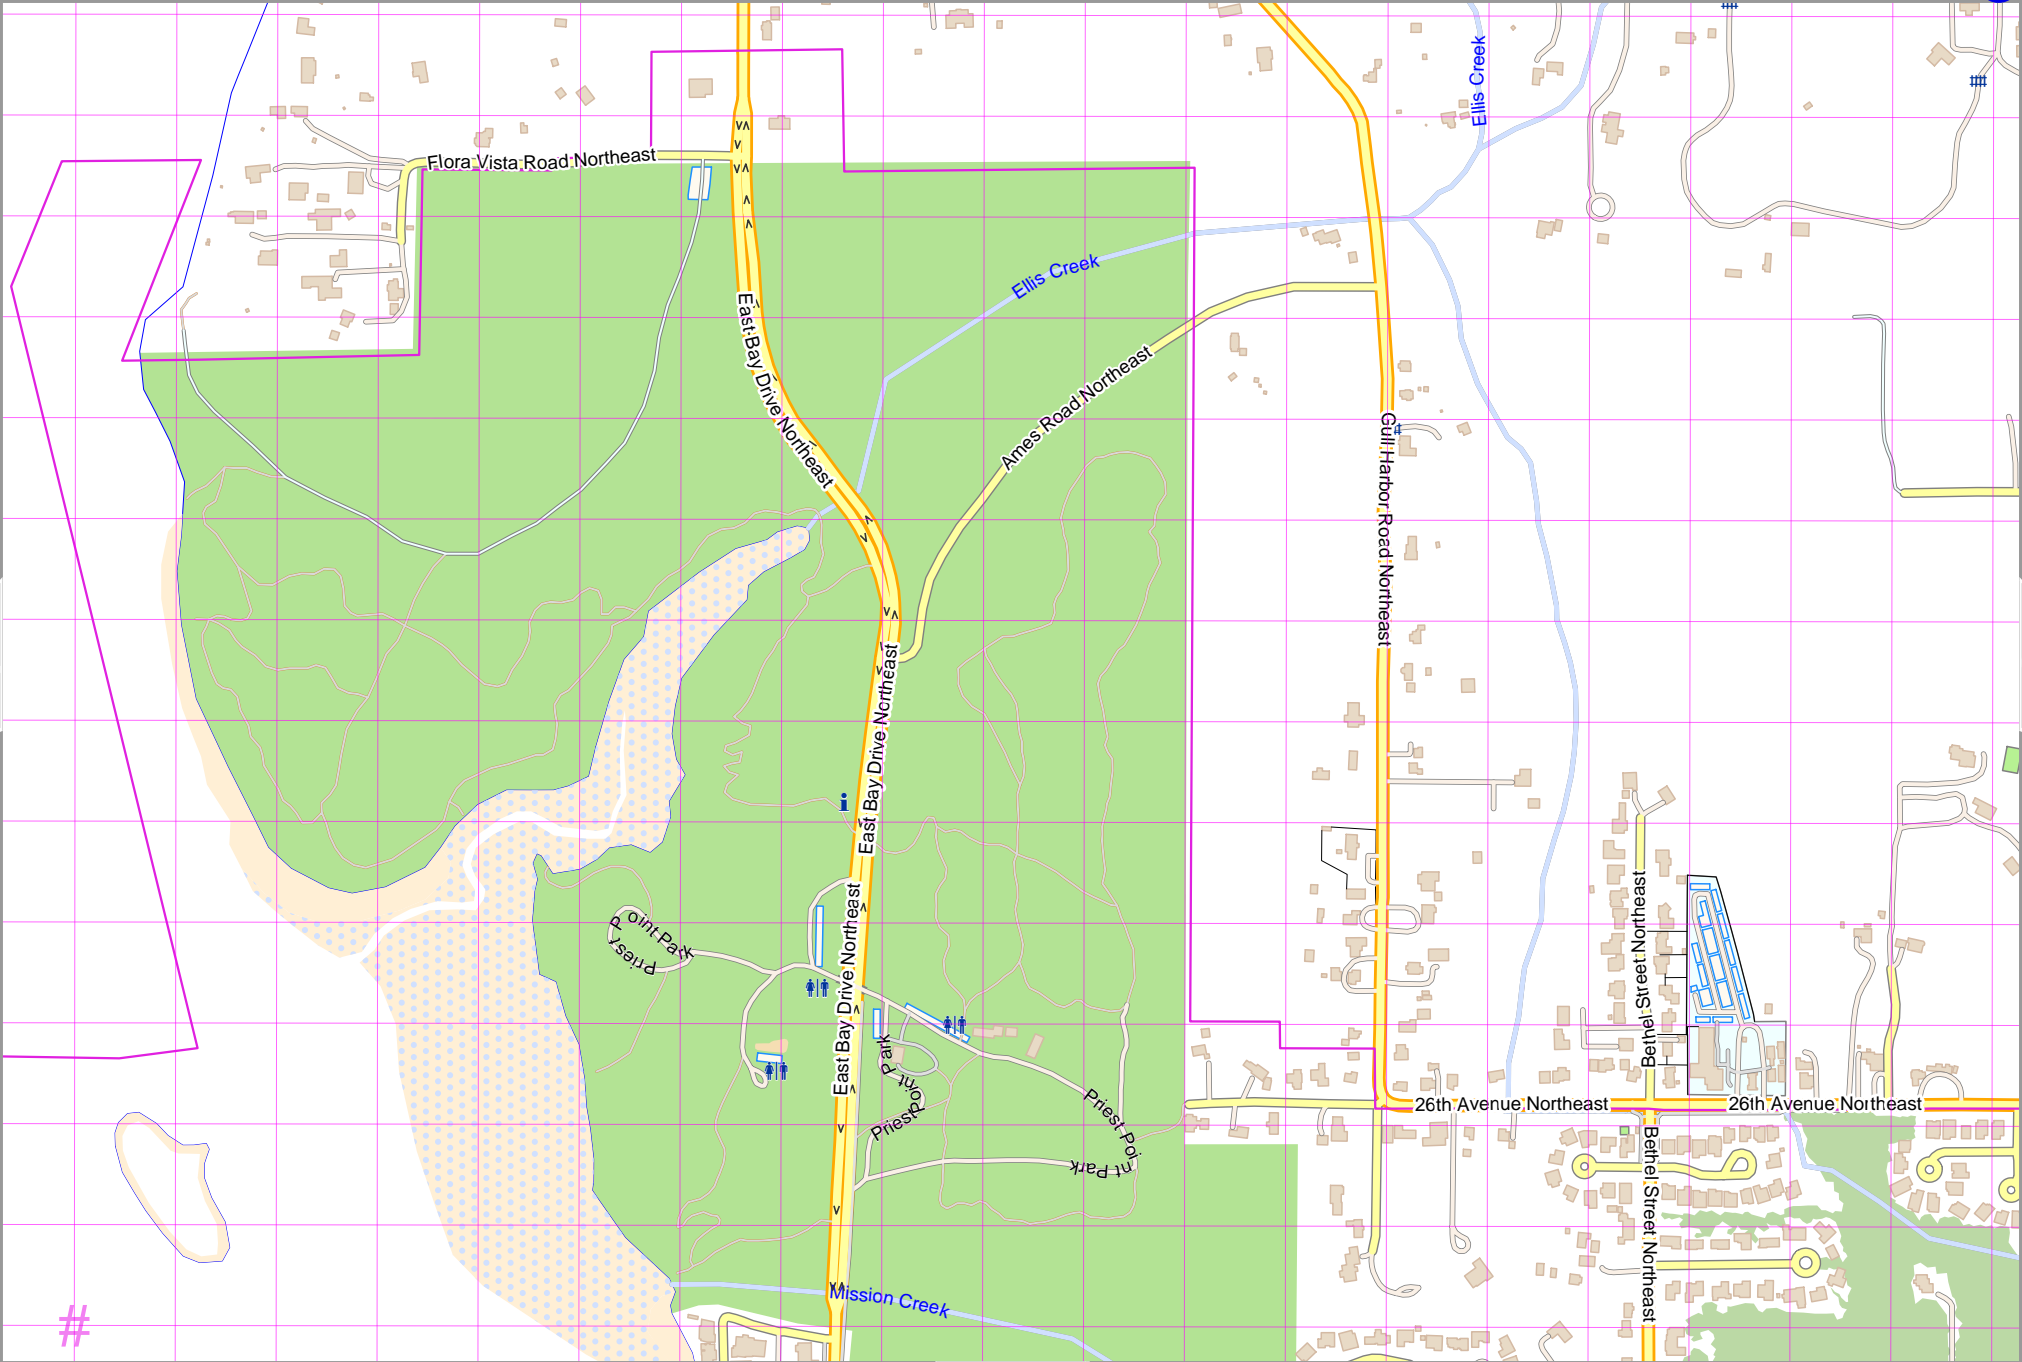 Ellis Creek
Flora Vista Road Northeast
Ellis Creek
East Bay Drive Northeast
Ames Road Northeast
Gull Harbor Road Northeast
East Bay Drive Northeast
i
Priest Point Park
East Bay Drive Northeast
Bethel Street Northeast
Priest Point Park
Priest Point Park
26th Avenue Northeast
26th Avenue Northeast
Bethel Street Northeast
Mission Creek
#